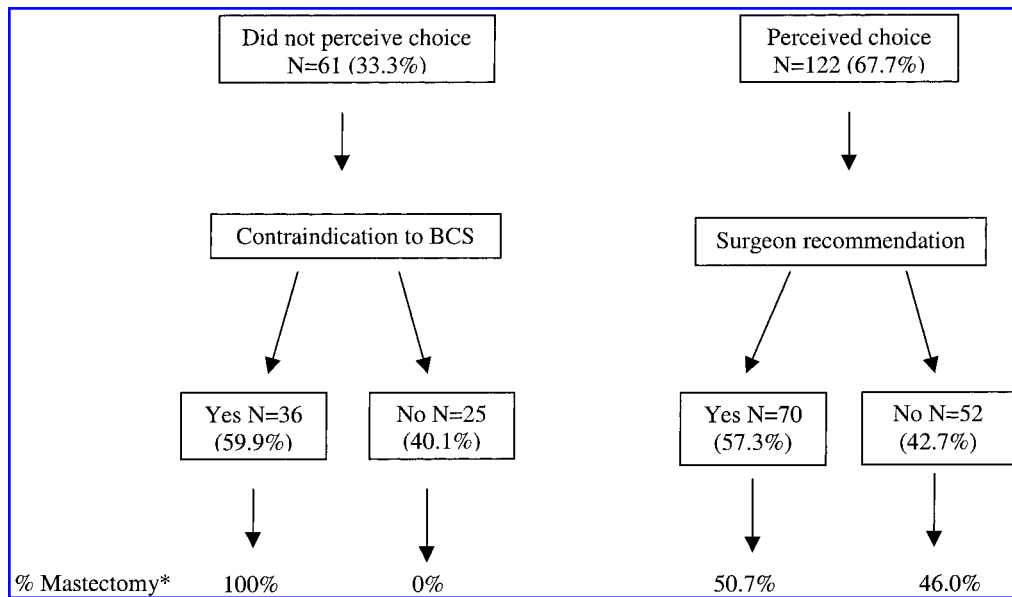 Did not perceive choice
N=61 (33.3%)
Perceived choice
N=122 (67.7%)
Contraindication to BCS
Surgeon recommendation
Yes N=36
(59.9%)
No N=25
(40.1%)
Yes N=70
(57.3%)
No N=52
(42.7%)
% Mastectomy* 100% 0% 50.7% 46.0%